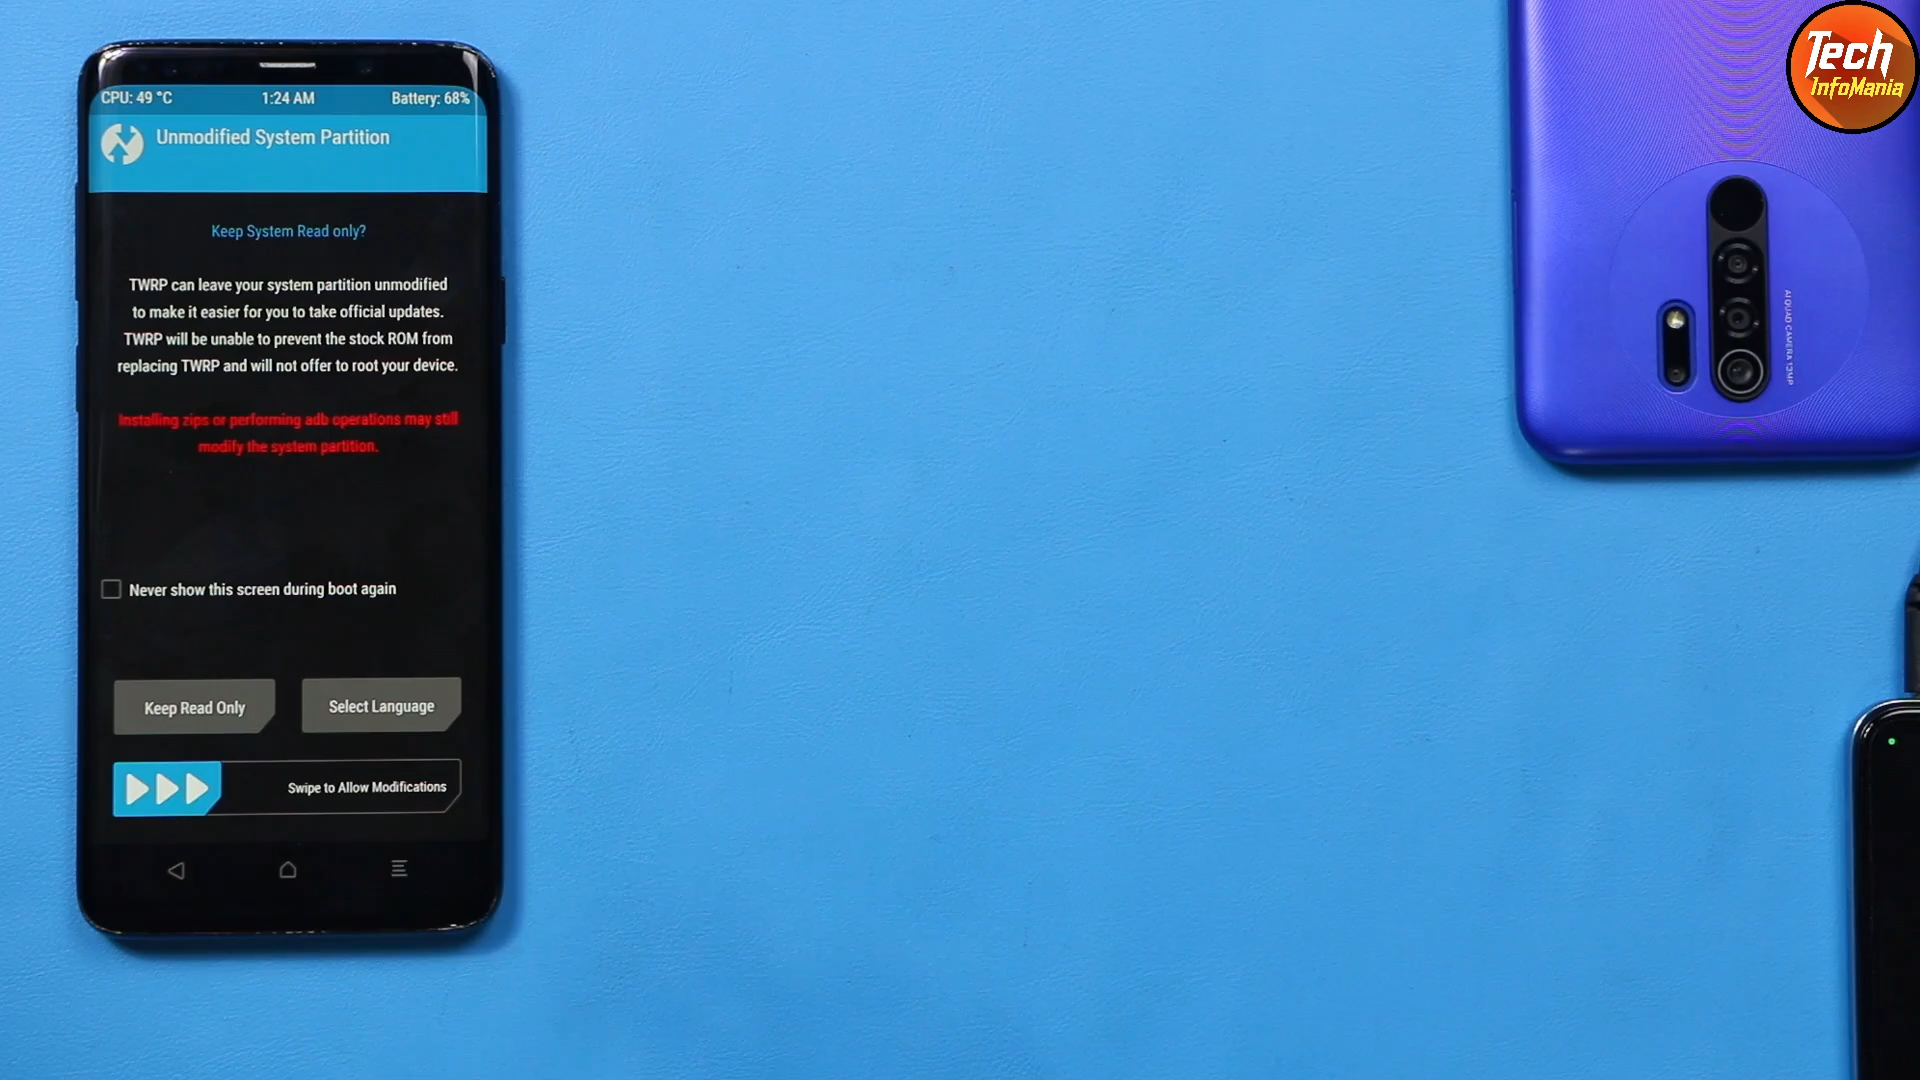 CPU: 49 °C 1:24 AM Battery: 68%
Unmodified System Partition
Keep System Read only?
TWRP can leave your system partition unmodified
to make it easier for you to take official updates.
TWRP will be unable to prevent the stock ROM from
replacing TWRP and will not offer to root your device.
Installing zips or performing adb operations may still
modify the system partition.
Never show this screen during boot again
Keep Read Only Select Language
Swipe to Allow Modifications
AI QUAD CAMERA 13MP
Tech
InfoMania